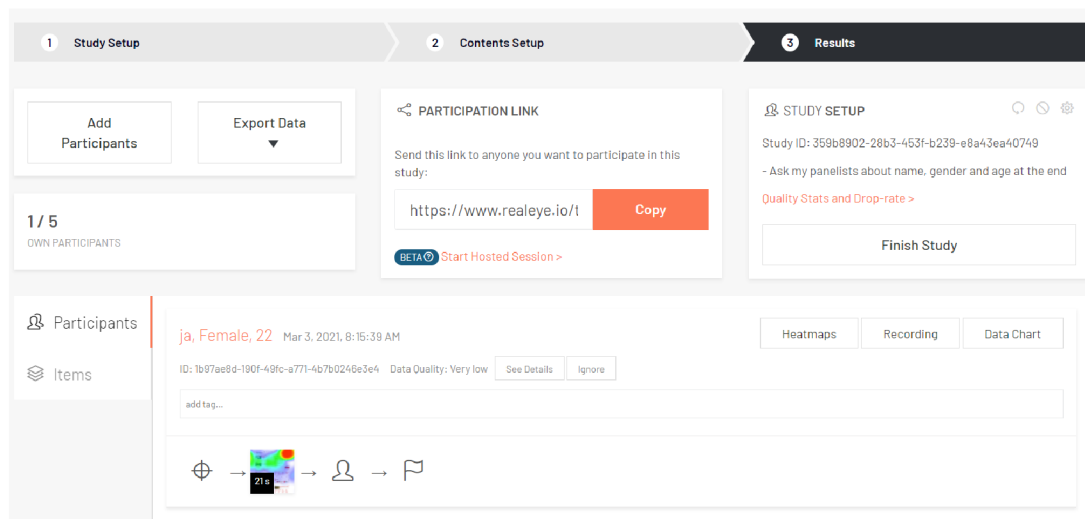 1 Study Setup
2 Contents Setup
3 Results
Add
Participants
Export Data
1 / 5
OWN PARTICIPANTS
PARTICIPATION LINK
Send this link to anyone you want to participate in this
study:
https://www.realeye.io/t
Copy
BETA? Start Hosted Session >
STUDY SETUP
Study ID: 359b8902-28b3-453f-b239-e8a43ea40749
- Ask my panelists about name, gender and age at the end
Quality Stats and Drop-rate >
Finish Study
Participants
Items
ja, Female, 22 Mar 3, 2021, 8:15:39 AM
Heatmaps
Recording
Data Chart
ID: 1b97ae8d-190f-49fc-a771-4b7b0246e3e4 Data Quality: Very low See Details Ignore
add tag...
21s